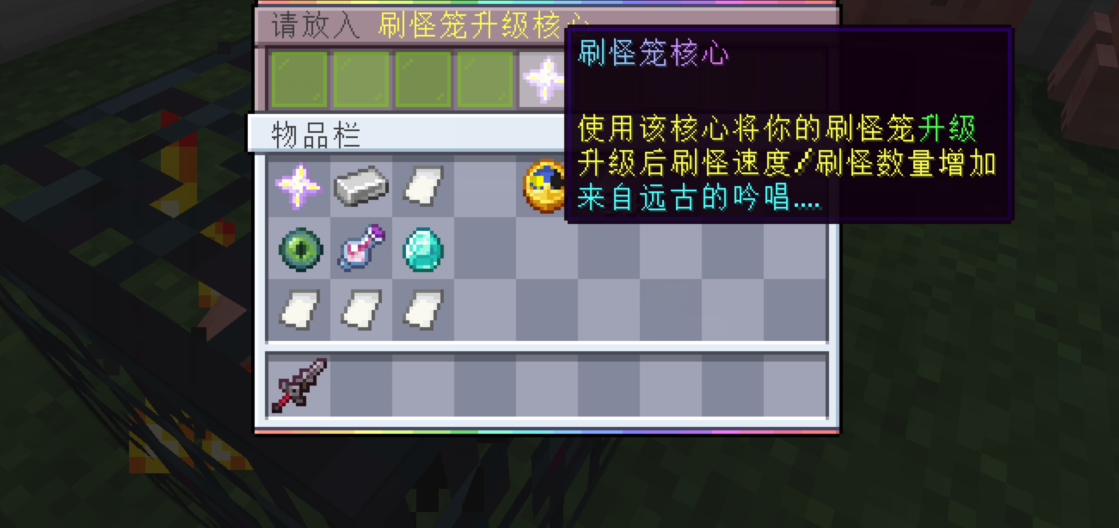 请放入 刷怪笼升级核心
刷怪笼核心
使用该核心将你的刷怪笼升级
升级后刷怪速度/刷怪数量增加
来自远古的吟唱....
物品栏